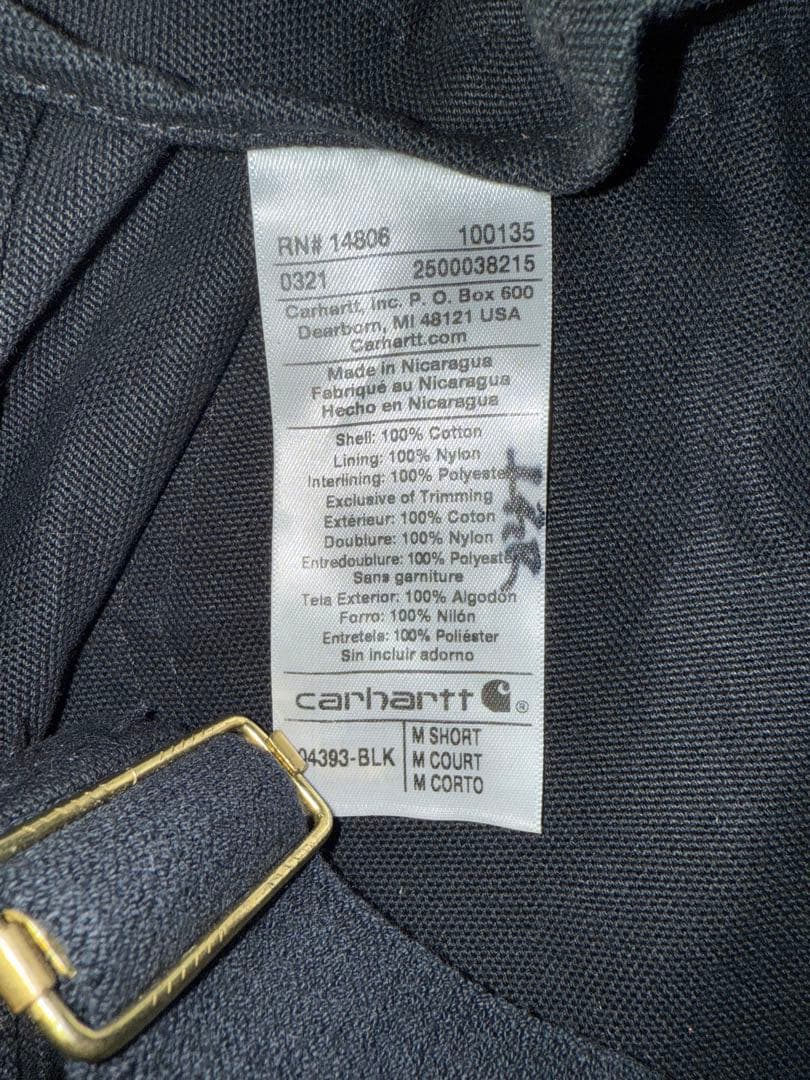 RN# 14806 100135
0321 2500038215
Carhartt, Inc. P. O. Box 600
Dearborn, MI 48121 USA
Carhartt.com
Made in Nicaragua
Fabriqué au Nicaragua
Hecho en Nicaragua
Shell: 100% Cotton
Lining: 100% Nylon
Interlining: 100% Polyeste
Exclusive of Trimming
Extérieur: 100% Coton
Doublure: 100% Nylon
Entredoublure: 100% Polyeste
Sans garniture
Tela Exterior: 100% Algodón
Forro: 100% Nilón
Entretela: 100% Poliéster
Sin incluir adorno
carhartt ®
04393-BLK M SHORT
M COURT
M CORTO